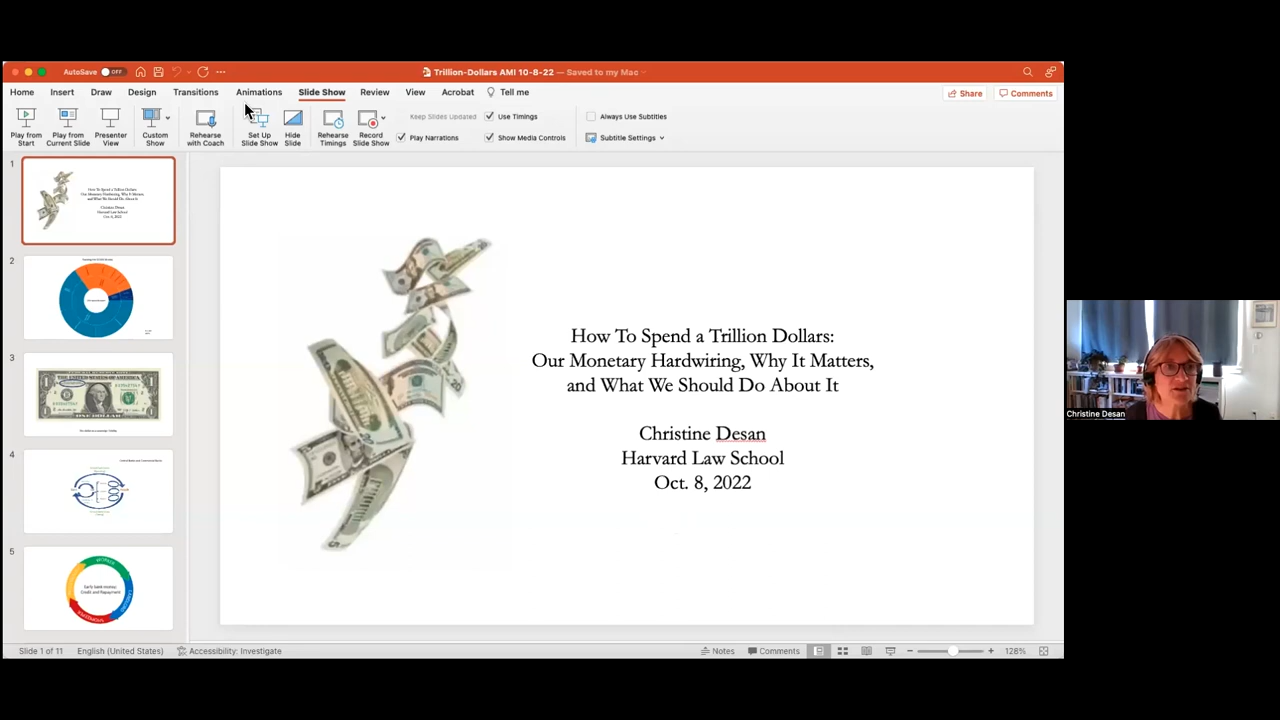 AutoSave OFF
Trillion-Dollars AMI 10-8-22 — Saved to my Mac
Home Insert Draw Design Transitions Animations Slide Show Review View Acrobat Tell me
Share Comments
Play from Start
Play from Current Slide
Presenter View
Custom Show
Rehearse with Coach
Set Up Slide Show
Hide Slide
Rehearse Timings
Record Slide Show
Keep Slides Updated
Use Timings
Play Narrations
Show Media Controls
Always Use Subtitles
Subtitle Settings
1
2
3
4
5
How To Spend a Trillion Dollars:
Our Monetary Hardwiring, Why It Matters,
and What We Should Do About It
Christine Desan
Harvard Law School
Oct. 8, 2022
Christine Desan
Slide 1 of 11
English (United States)
Accessibility: Investigate
Notes
Comments
128%